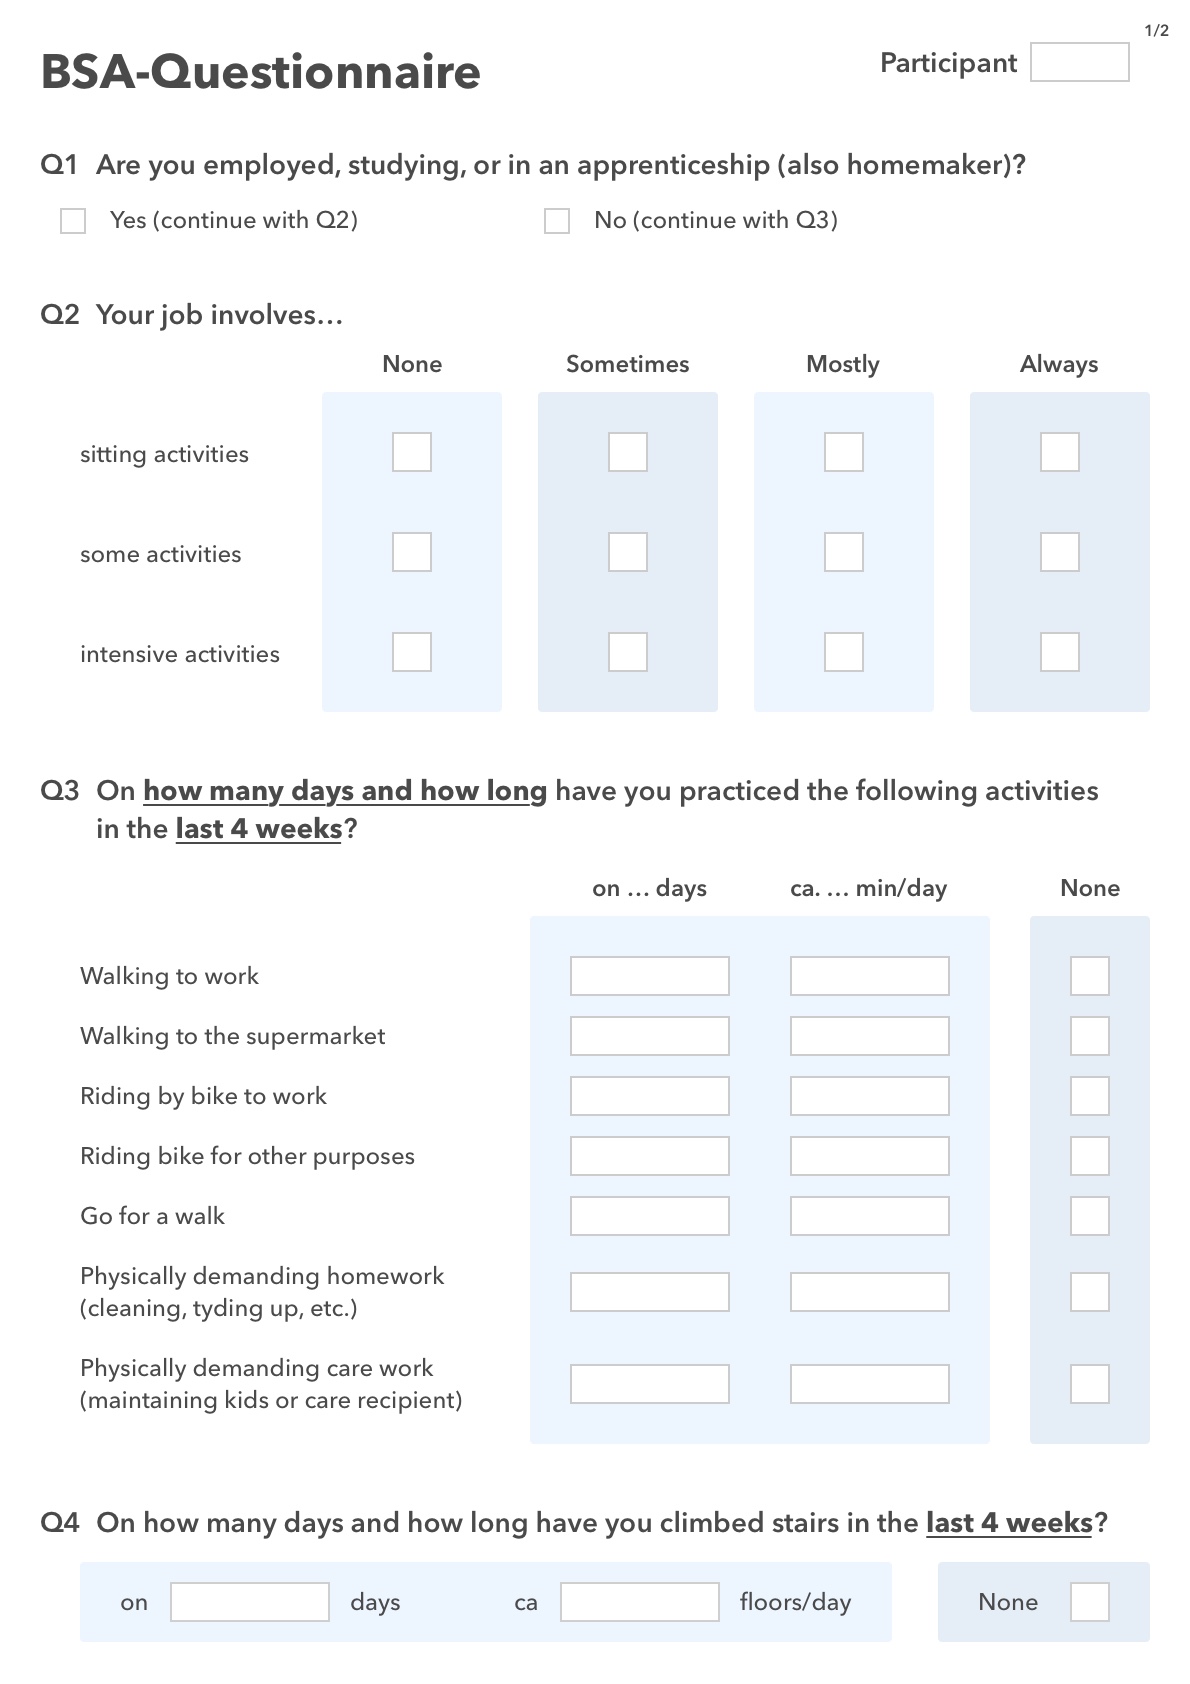 1/2
BSA-Questionnaire
Participant
Q1 Are you employed, studying, or in an apprenticeship (also homemaker)?
Yes (continue with Q2) No (continue with Q3)
Q2 Your job involves…
None Sometimes Mostly Always
sitting activities
some activities
intensive activities
Q3 On how many days and how long have you practiced the following activities
in the last 4 weeks?
on … days ca. … min/day None
Walking to work
Walking to the supermarket
Riding by bike to work
Riding bike for other purposes
Go for a walk
Physically demanding homework
(cleaning, tyding up, etc.)
Physically demanding care work
(maintaining kids or care recipient)
Q4 On how many days and how long have you climbed stairs in the last 4 weeks?
on days ca floors/day None